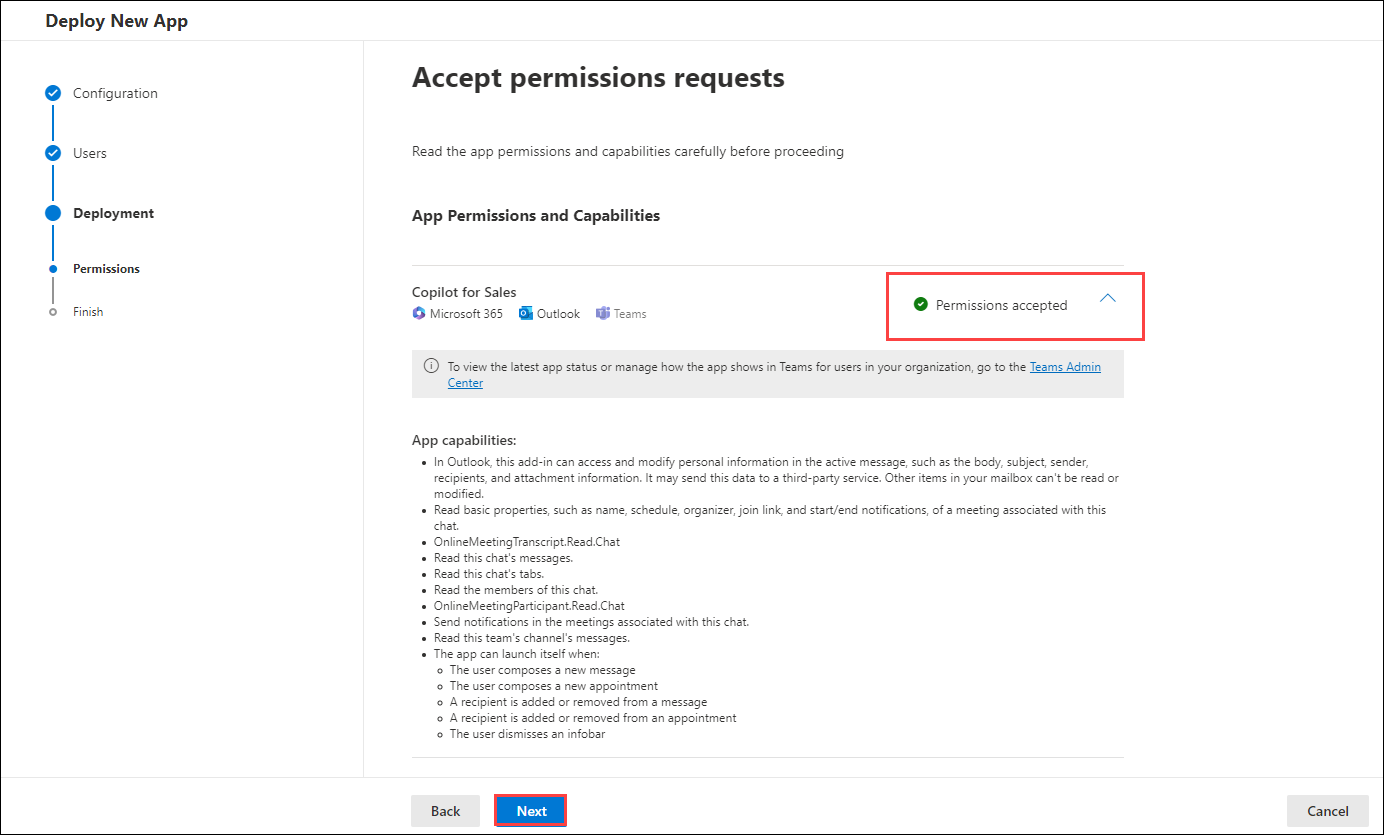 Deploy New App
Configuration
Users
Deployment
Permissions
Finish
Accept permissions requests
Read the app permissions and capabilities carefully before proceeding
App Permissions and Capabilities
Copilot for Sales
Microsoft 365 Outlook Teams
Permissions accepted
To view the latest app status or manage how the app shows in Teams for users in your organization, go to the Teams Admin
Center
App capabilities:
In Outlook, this add-in can access and modify personal information in the active message, such as the body, subject, sender,
recipients, and attachment information. It may send this data to a third-party service. Other items in your mailbox can't be read or
modified.
Read basic properties, such as name, schedule, organizer, join link, and start/end notifications, of a meeting associated with this
chat.
OnlineMeetingTranscript.Read.Chat
Read this chat's messages.
Read this chat's tabs.
Read the members of this chat.
OnlineMeetingParticipant.Read.Chat
Send notifications in the meetings associated with this chat.
Read this team's channel's messages.
The app can launch itself when:
The user composes a new message
The user composes a new appointment
A recipient is added or removed from a message
A recipient is added or removed from an appointment
The user dismisses an infobar
Back Next Cancel